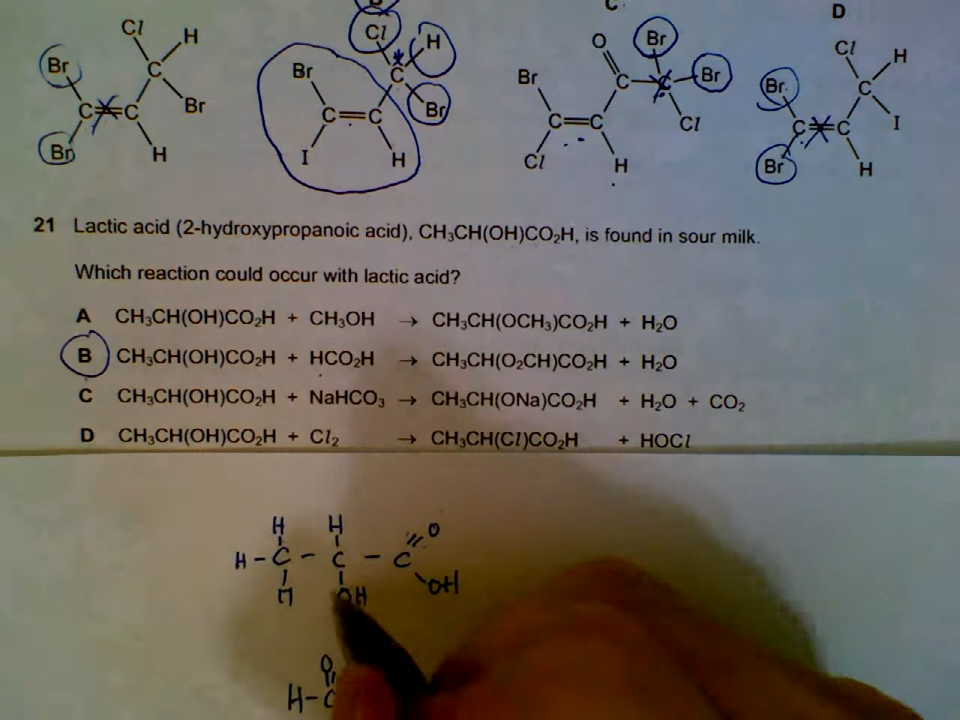 C
D
Cl H
Br C
C=C Br
Br H
Cl H
Br C
C=C Br
I H
O Br
Br C C Br
C=C Cl
Cl H
Cl H
Br C
C=C I
Br H
21 Lactic acid (2-hydroxypropanoic acid), CH₃CH(OH)CO₂H, is found in sour milk.
Which reaction could occur with lactic acid?
A CH₃CH(OH)CO₂H + CH₃OH → CH₃CH(OCH₃)CO₂H + H₂O
B CH₃CH(OH)CO₂H + HCO₂H → CH₃CH(O₂CH)CO₂H + H₂O
C CH₃CH(OH)CO₂H + NaHCO₃ → CH₃CH(ONa)CO₂H + H₂O + CO₂
D CH₃CH(OH)CO₂H + Cl₂ → CH₃CH(Cl)CO₂H + HOCl
H H O
H-C-C-C
H OH OH
O
H-C